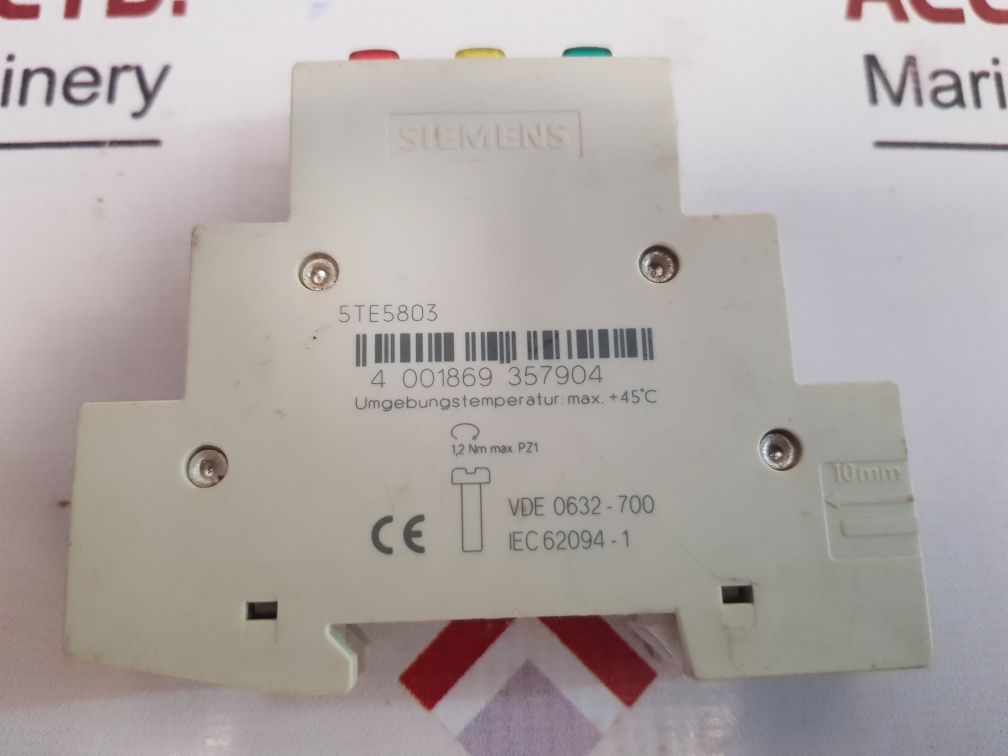 inery
Mari
SIEMENS
5TE5803
4 001869 357904
Umgebungstemperatur: max. +45°C
1,2 Nm max. PZ1
10mm
CE
VDE 0632-700
IEC 62094-1